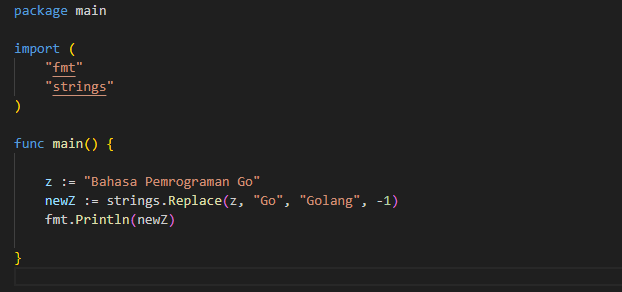 package main
import (
"fmt"
"strings"
)
func main() {
z := "Bahasa Pemrograman Go"
newZ := strings.Replace(z, "Go", "Golang", -1)
fmt.Println(newZ)
}